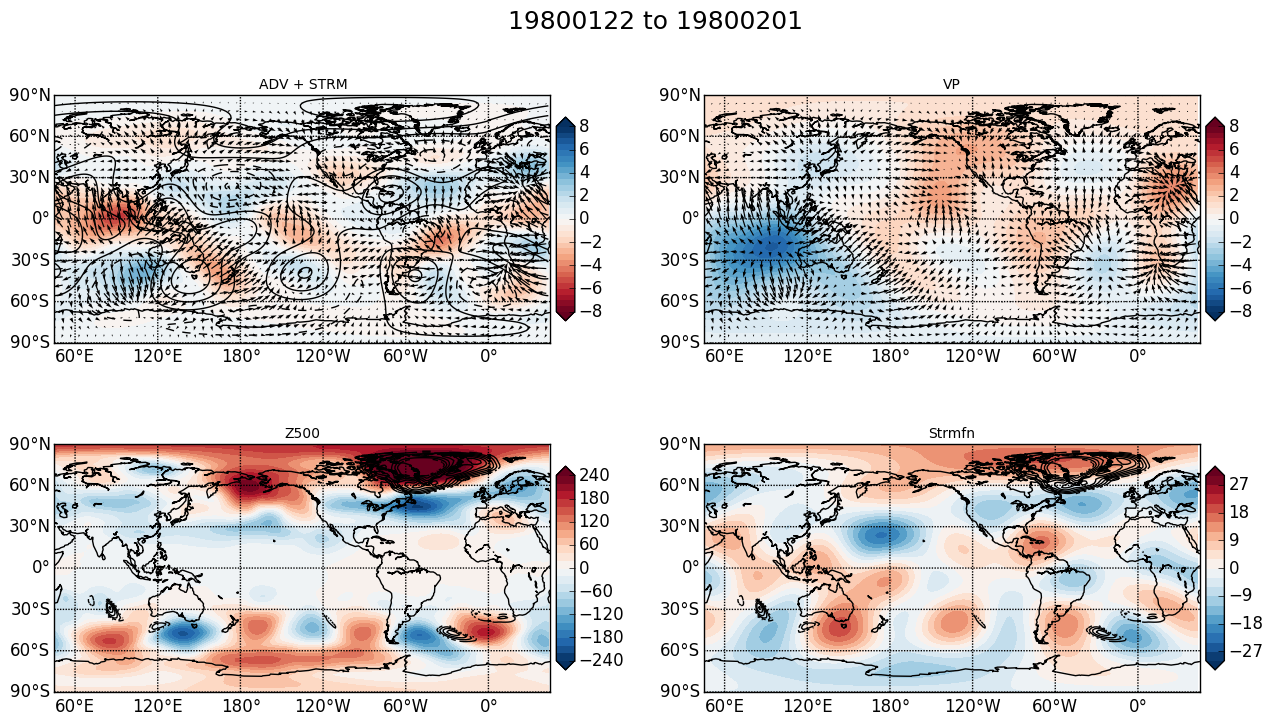 19800122 to 19800201
ADV + STRM
90°N
60°N
30°N
0°
30°S
60°S
90°S
60°E 120°E 180° 120°W 60°W 0°
8
6
4
2
0
−2
−4
−6
−8
VP
90°N
60°N
30°N
0°
30°S
60°S
90°S
60°E 120°E 180° 120°W 60°W 0°
8
6
4
2
0
−2
−4
−6
−8
Z500
90°N
60°N
30°N
0°
30°S
60°S
90°S
60°E 120°E 180° 120°W 60°W 0°
240
180
120
60
0
−60
−120
−180
−240
Strmfn
90°N
60°N
30°N
0°
30°S
60°S
90°S
60°E 120°E 180° 120°W 60°W 0°
27
18
9
0
−9
−18
−27